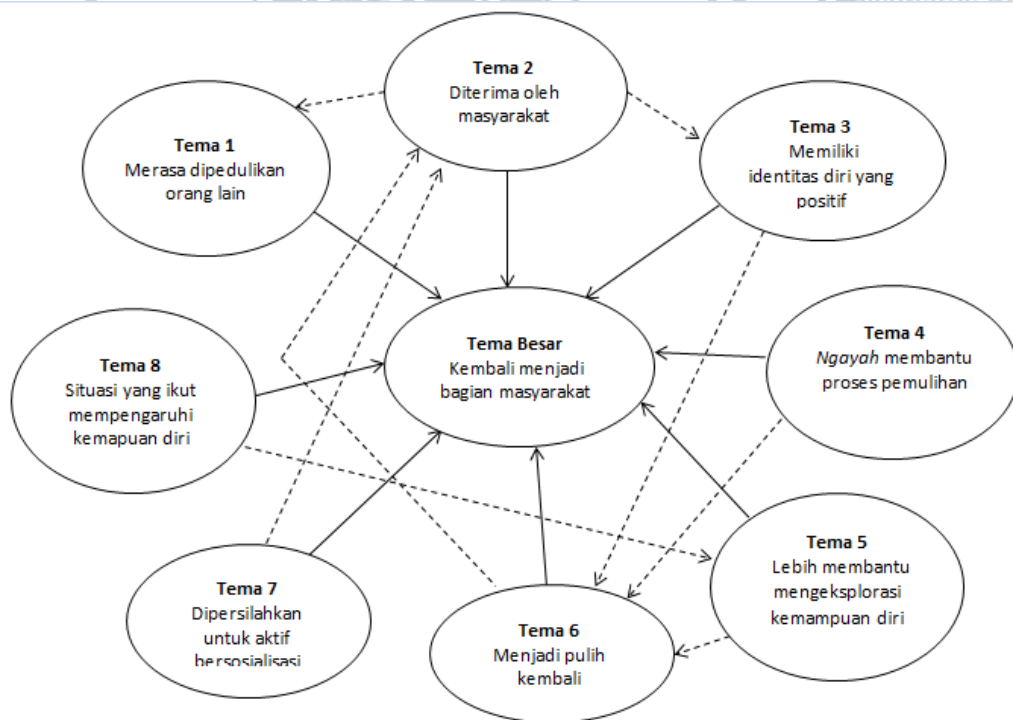 Tema 1
Merasa dipedulikan
orang lain
Tema 2
Diterima oleh
masyarakat
Tema 3
Memiliki
identitas diri yang
positif
Tema 4
Ngayah membantu
proses pemulihan
Tema 5
Lebih membantu
mengeksplorasi
kemampuan diri
Tema 6
Menjadi pulih
kembali
Tema 7
Dipersilahkan
untuk aktif
bersosialisasi
Tema 8
Situasi yang ikut
mempengaruhi
kemapuan diri
Tema Besar
Kembali menjadi
bagian masyarakat